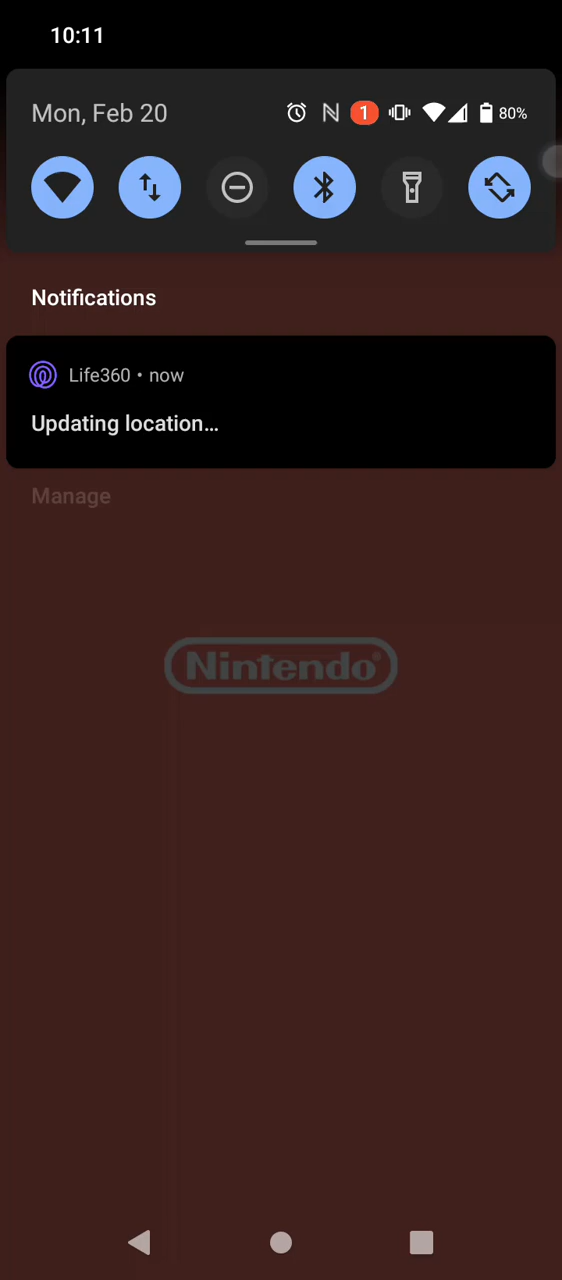 10:11
Mon, Feb 20 1 80%
Notifications
Life360 • now
Updating location…
Manage
Nintendo®